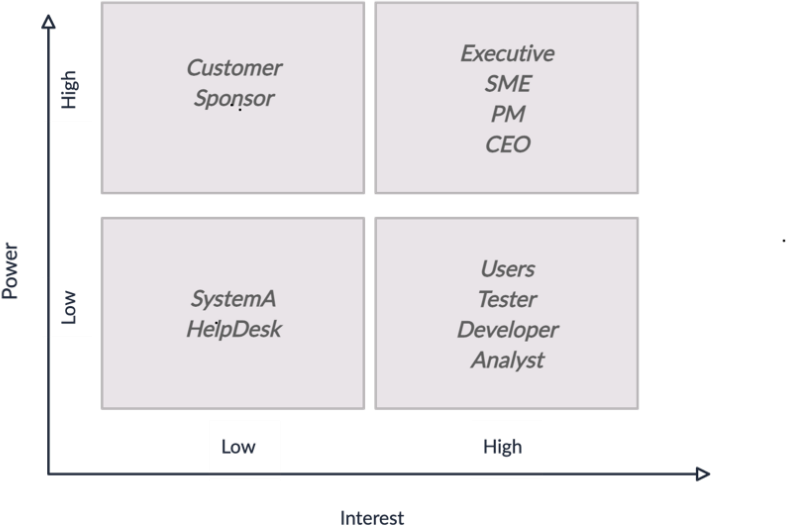 High
Customer
Sponsor
Executive
SME
PM
CEO
Power
Low
SystemA
HelpDesk
Users
Tester
Developer
Analyst
Low
High
Interest